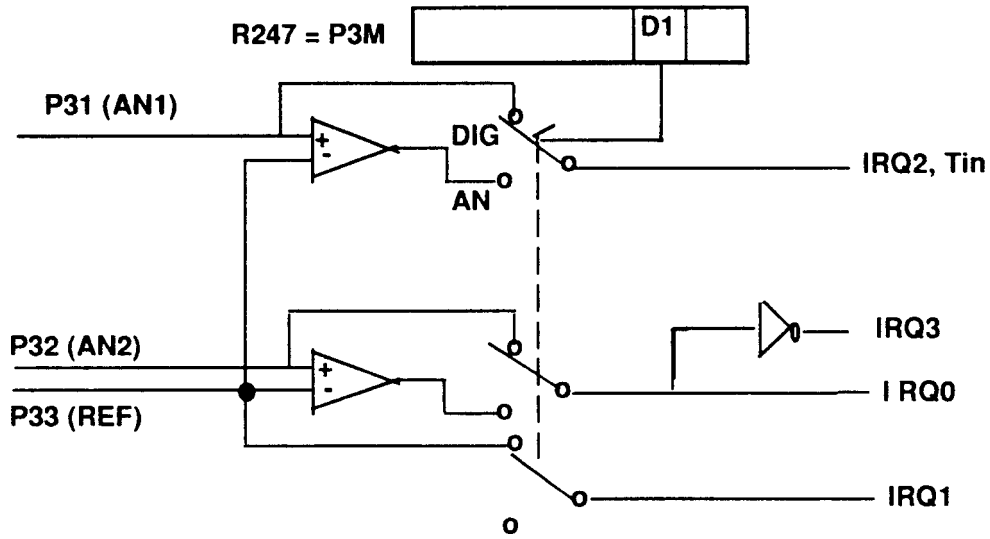 R247 = P3M
D1
P31 (AN1)
+
-
DIG
AN
IRQ2, Tin
P32 (AN2)
+
-
P33 (REF)
IRQ3
I RQ0
IRQ1